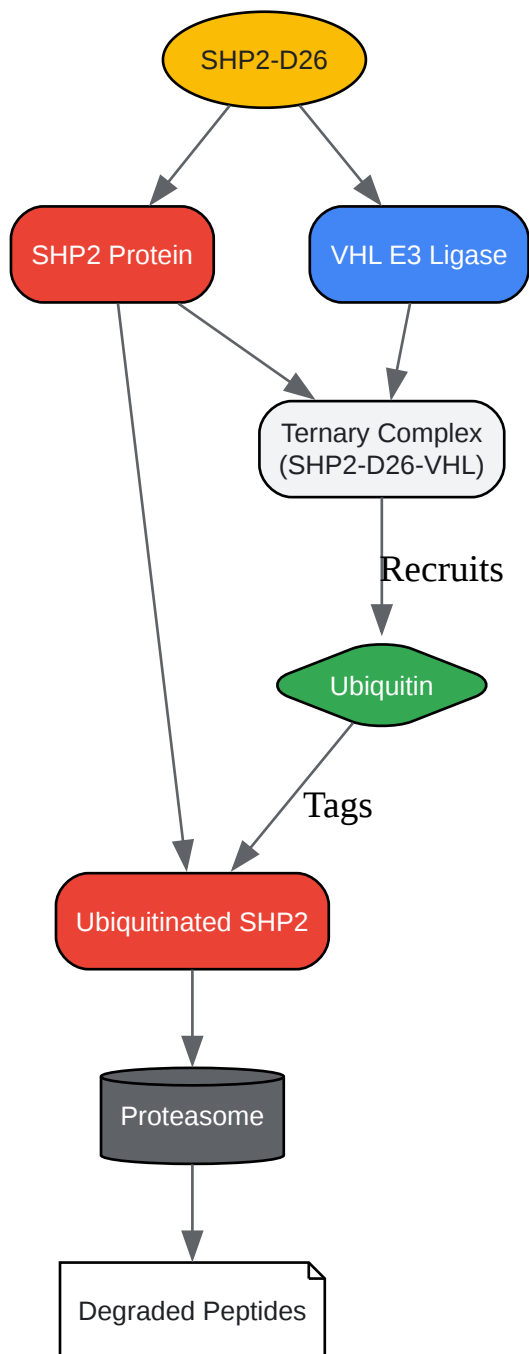 SHP2-D26
SHP2 Protein
VHL E3 Ligase
Ternary Complex
(SHP2-D26-VHL)
Recruits
Ubiquitin
Tags
Ubiquitinated SHP2
Proteasome
Degraded Peptides